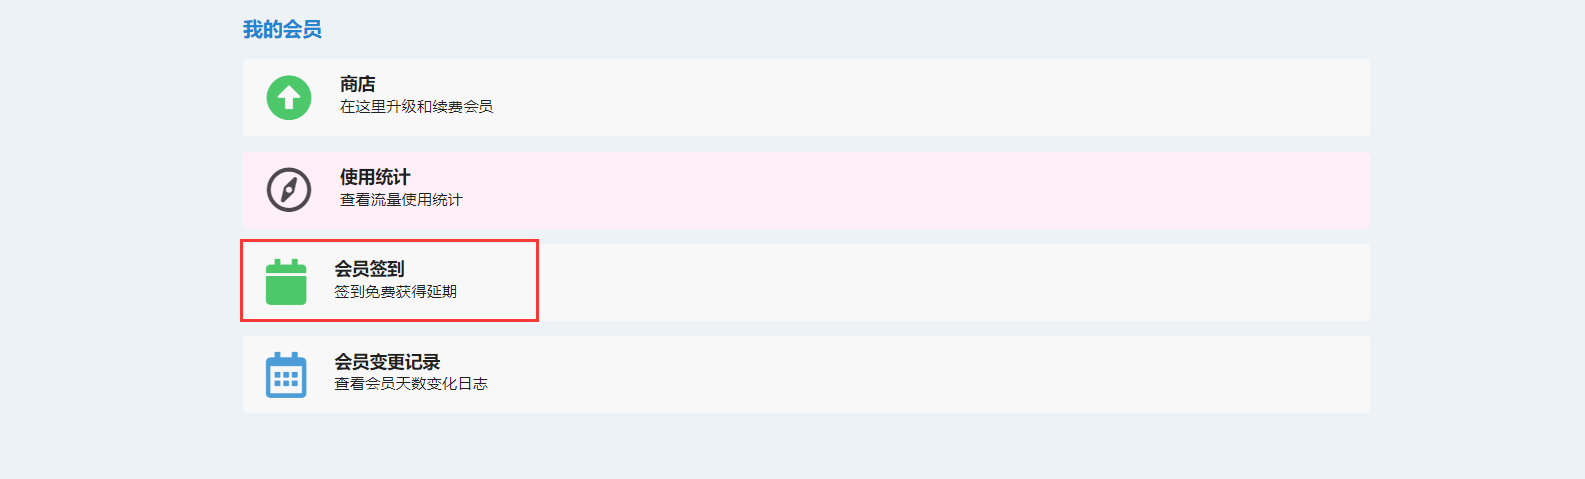 我的会员
商店
在这里升级和续费会员
使用统计
查看流量使用统计
会员签到
签到免费获得延期
会员变更记录
查看会员天数变化日志